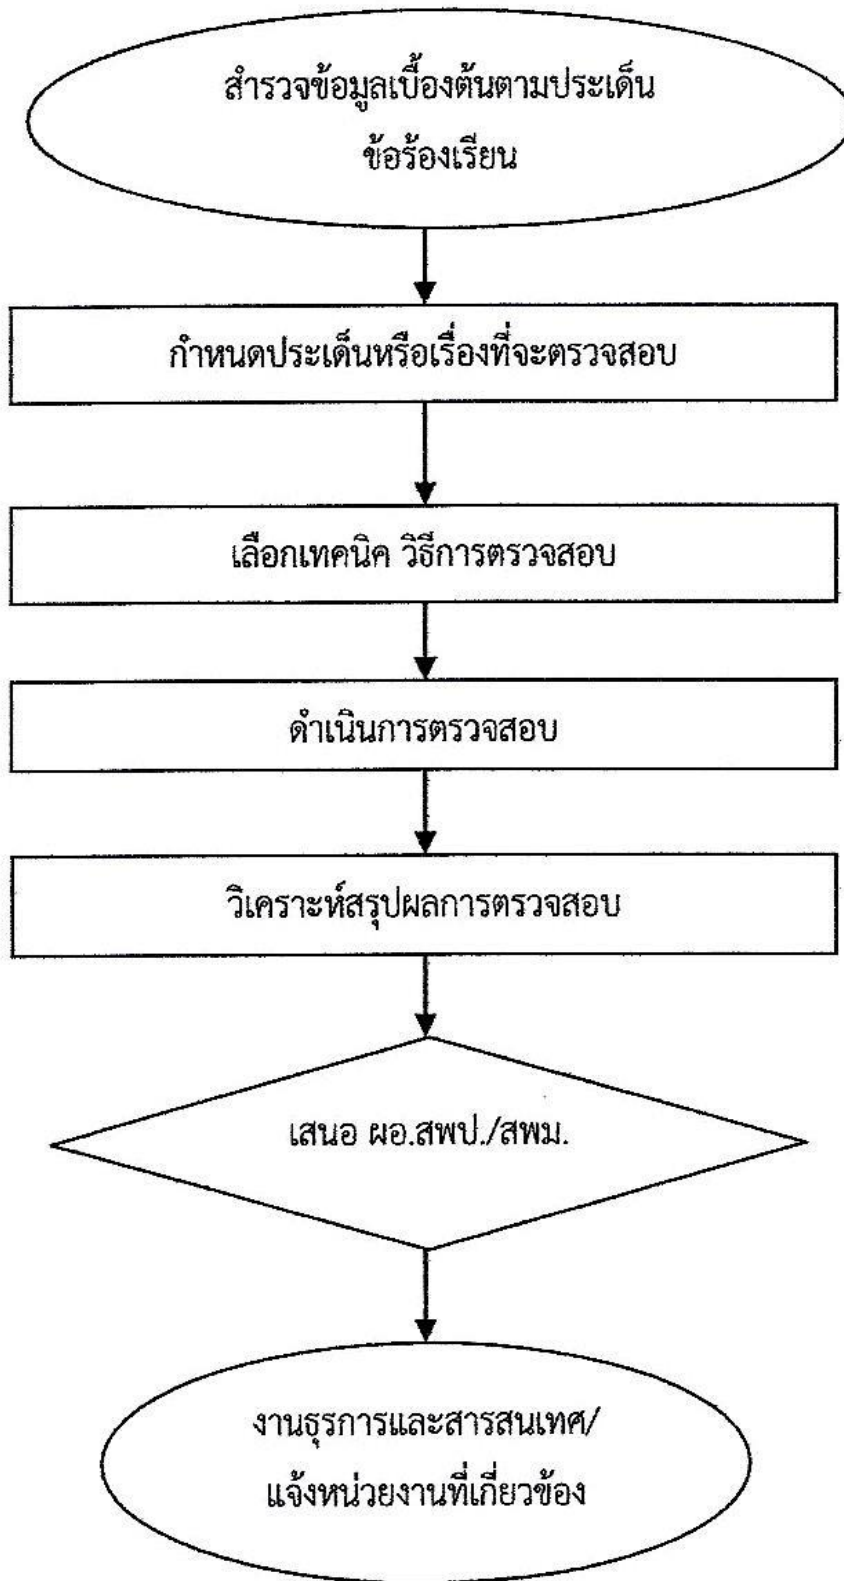 สำรวจข้อมูลเบื้องต้นตามประเด็น
ข้อร้องเรียน
กำหนดประเด็นหรือเรื่องที่จะตรวจสอบ
เลือกเทคนิค วิธีการตรวจสอบ
ดำเนินการตรวจสอบ
วิเคราะห์สรุปผลการตรวจสอบ
เสนอ ผอ.สพป./สพม.
งานธุรการและสารสนเทศ/
แจ้งหน่วยงานที่เกี่ยวข้อง